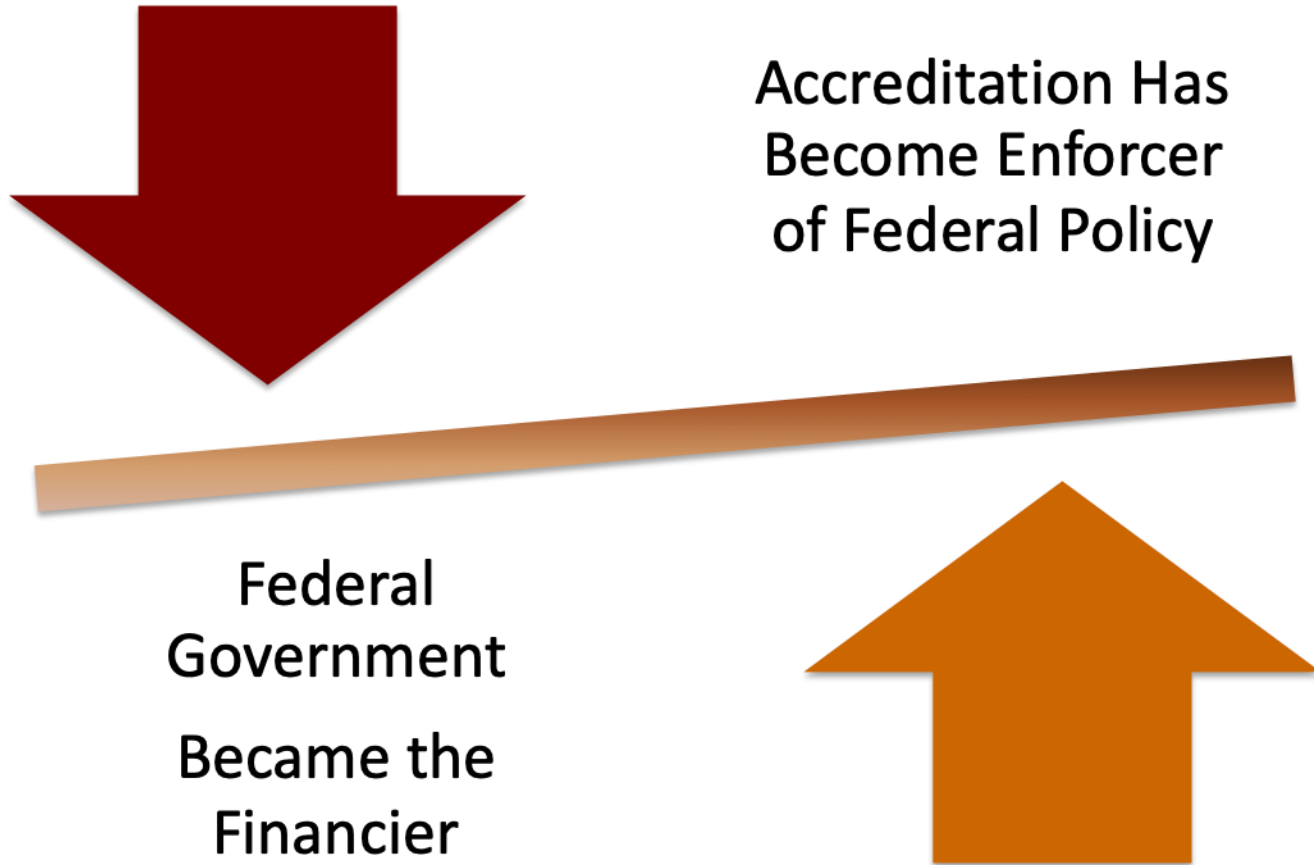 Accreditation Has
Become Enforcer
of Federal Policy
Federal
Government
Became the
Financier